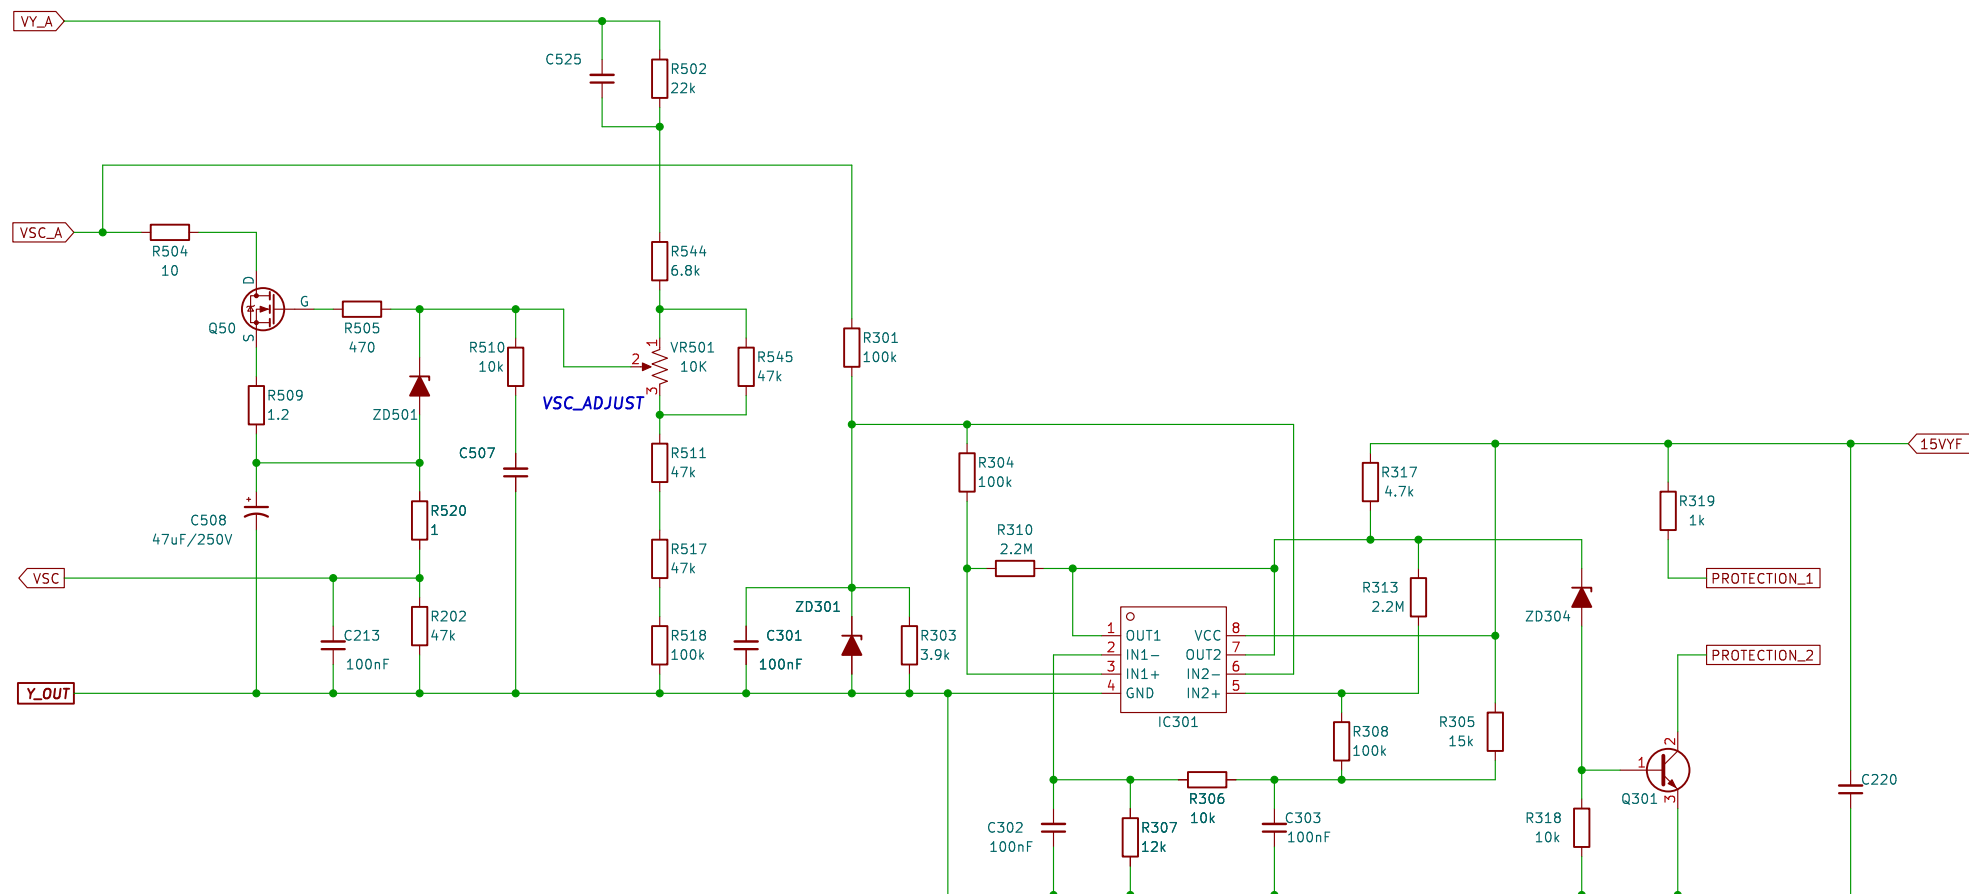 VY_A
C525
R502
22k
VSC_A
R504
10
D
G
S
Q50
R505
470
R544
6.8k
R510
10k
1
2
3
VR501
10K
VSC_ADJUST
R545
47k
R301
100k
R509
1.2
ZD501
C507
R511
47k
R304
100k
15VYF
R317
4.7k
R319
1k
+
C508
47uF/250V
R520
1
R517
47k
R310
2.2M
VSC
R313
2.2M
ZD304
PROTECTION_1
C213
100nF
R202
47k
R518
100k
C301
100nF
ZD301
R303
3.9k
1 OUT1 VCC 8
2 IN1- OUT2 7
3 IN1+ IN2- 6
4 GND IN2+ 5
IC301
PROTECTION_2
Y_OUT
R308
100k
R305
15k
2
1
3
Q301
R306
10k
C220
C302
100nF
R307
12k
C303
100nF
R318
10k